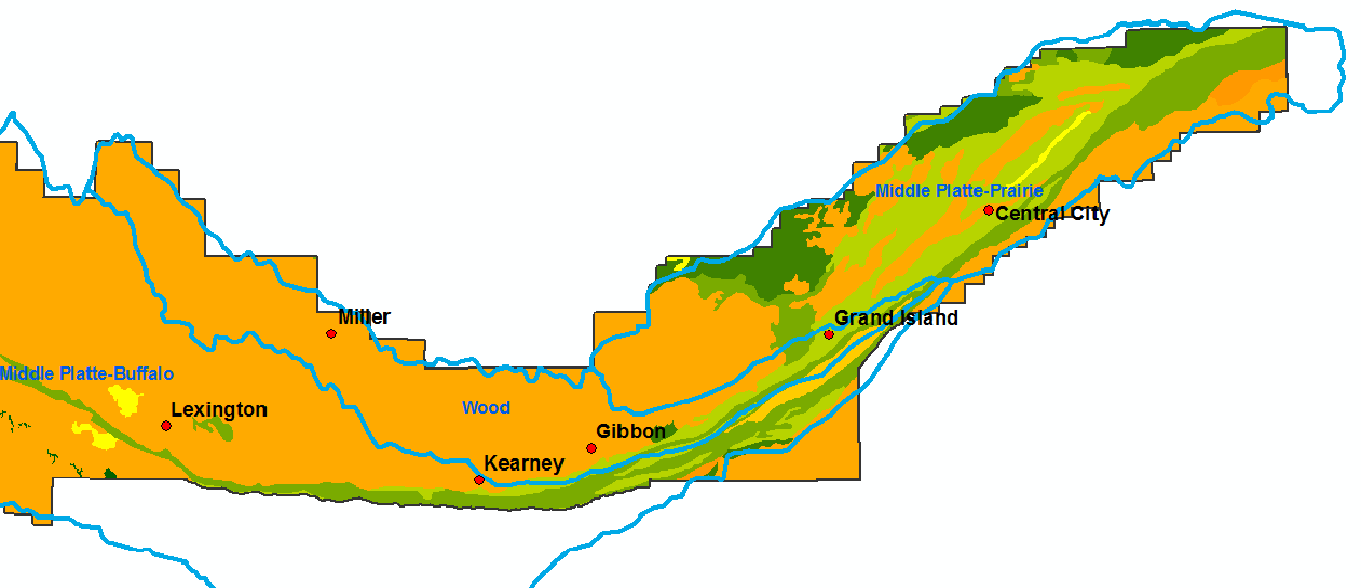 Middle Platte-Prairie
Central City
Miller
Grand Island
Middle Platte-Buffalo
Lexington
Wood
Gibbon
Kearney